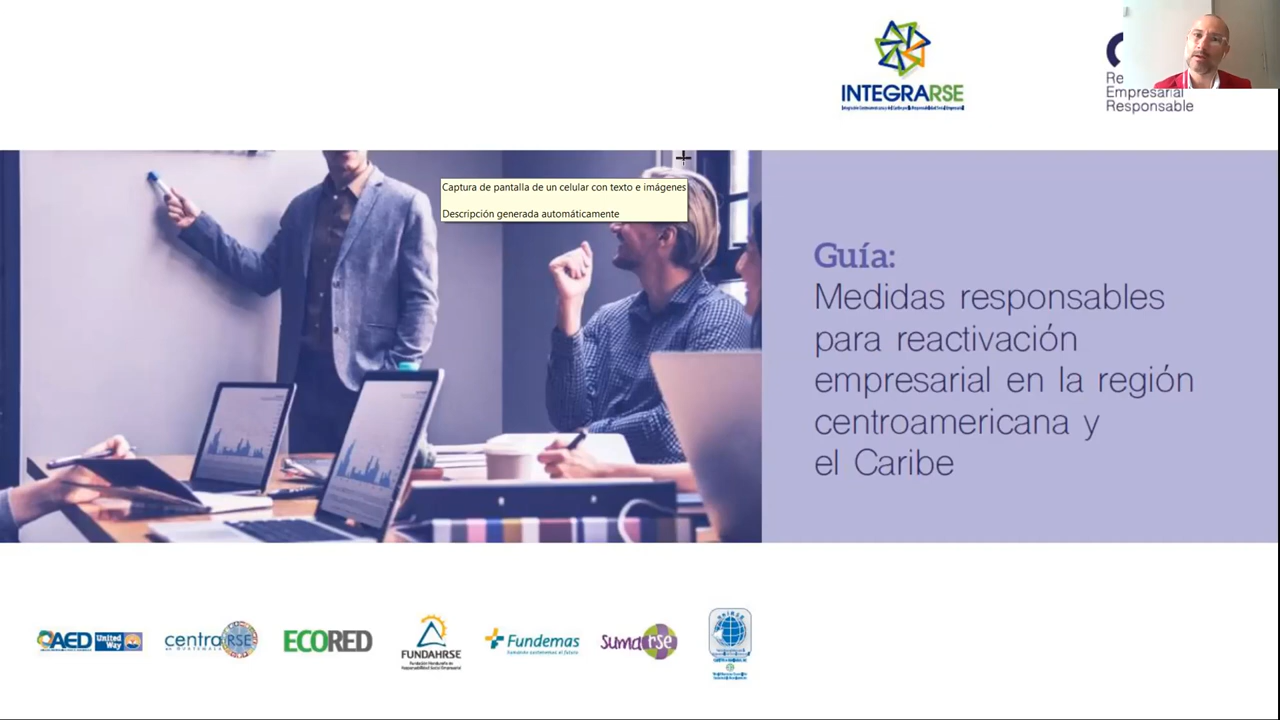 INTEGRARSE
Re
Empresarial
Responsable
Captura de pantalla de un celular con texto e imágenes
Descripción generada automáticamente
Guía:
Medidas responsables
para reactivación
empresarial en la región
centroamericana y
el Caribe
AED United Way
centraRSE
ECORED
FUNDAHRSE
Fundemas
Sumarse